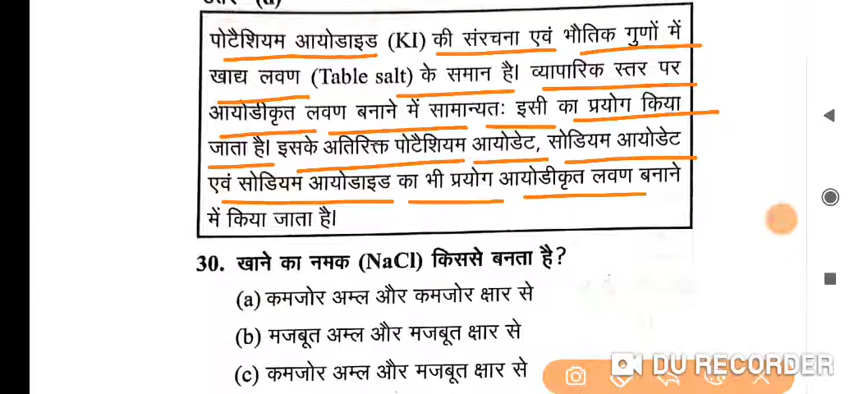 उत्तर (d)
पोटैशियम आयोडाइड (KI) की संरचना एवं भौतिक गुणों में
खाद्य लवण (Table salt) के समान है। व्यापारिक स्तर पर
आयोडीकृत लवण बनाने में सामान्यतः इसी का प्रयोग किया
जाता है। इसके अतिरिक्त पोटैशियम आयोडेट, सोडियम आयोडेट
एवं सोडियम आयोडाइड का भी प्रयोग आयोडीकृत लवण बनाने
में किया जाता है।
30. खाने का नमक (NaCl) किससे बनता है?
(a) कमजोर अम्ल और कमजोर क्षार से
(b) मजबूत अम्ल और मजबूत क्षार से
(c) कमजोर अम्ल और मजबूत क्षार से
DU RECORDER